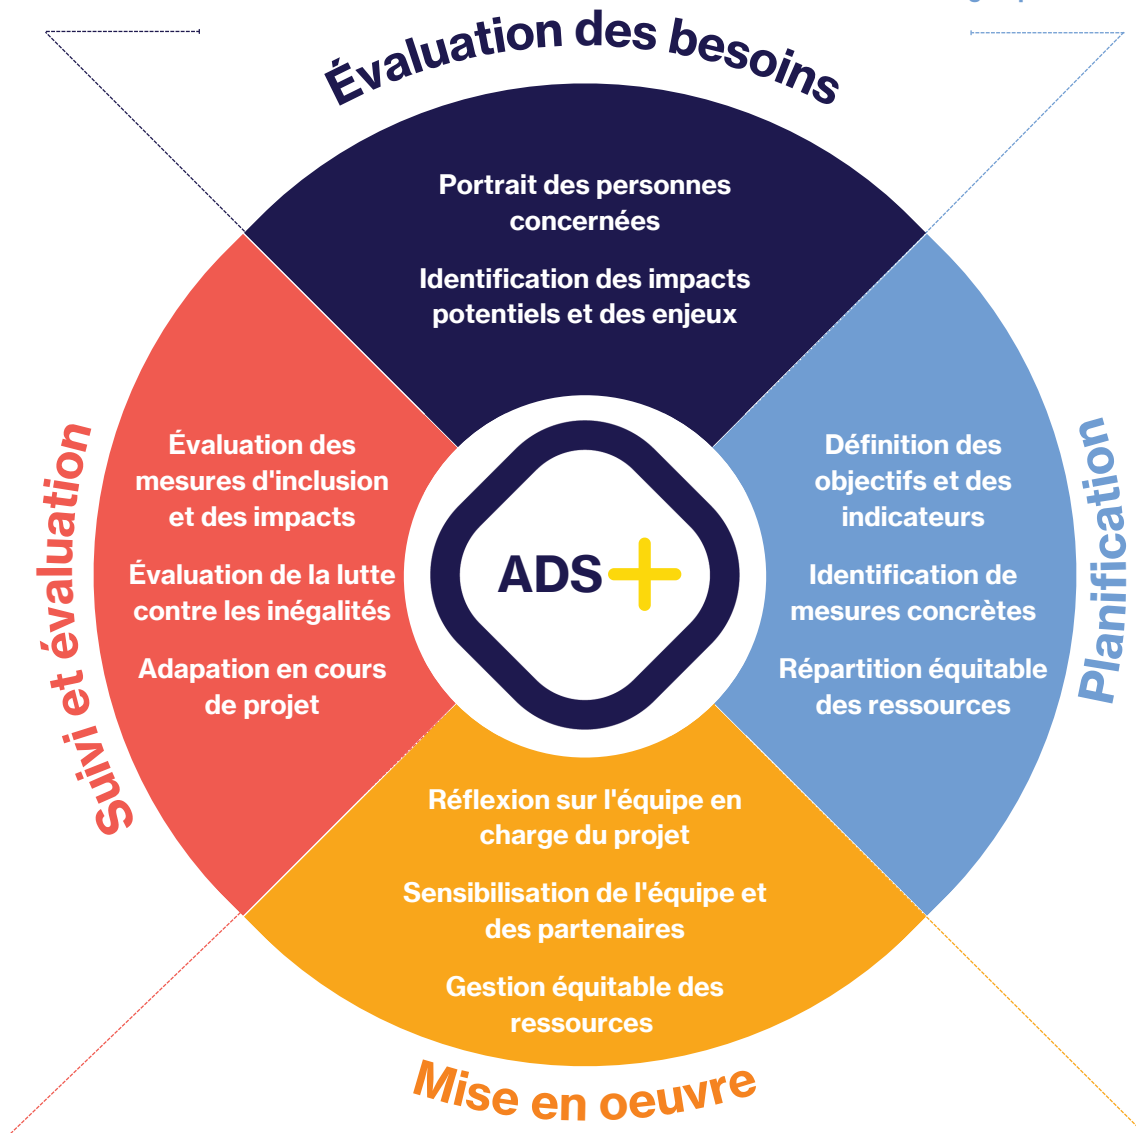 Évaluation des besoins
Portrait des personnes
concernées
Identification des impacts
potentiels et des enjeux
Planification
Définition des
objectifs et des
indicateurs
Identification de
mesures concrètes
Répartition équitable
des ressources
Mise en oeuvre
Réflexion sur l'équipe en
charge du projet
Sensibilisation de l'équipe et
des partenaires
Gestion équitable des
ressources
Suivi et évaluation
Évaluation des
mesures d'inclusion
et des impacts
Évaluation de la lutte
contre les inégalités
Adapation en cours
de projet
ADS+